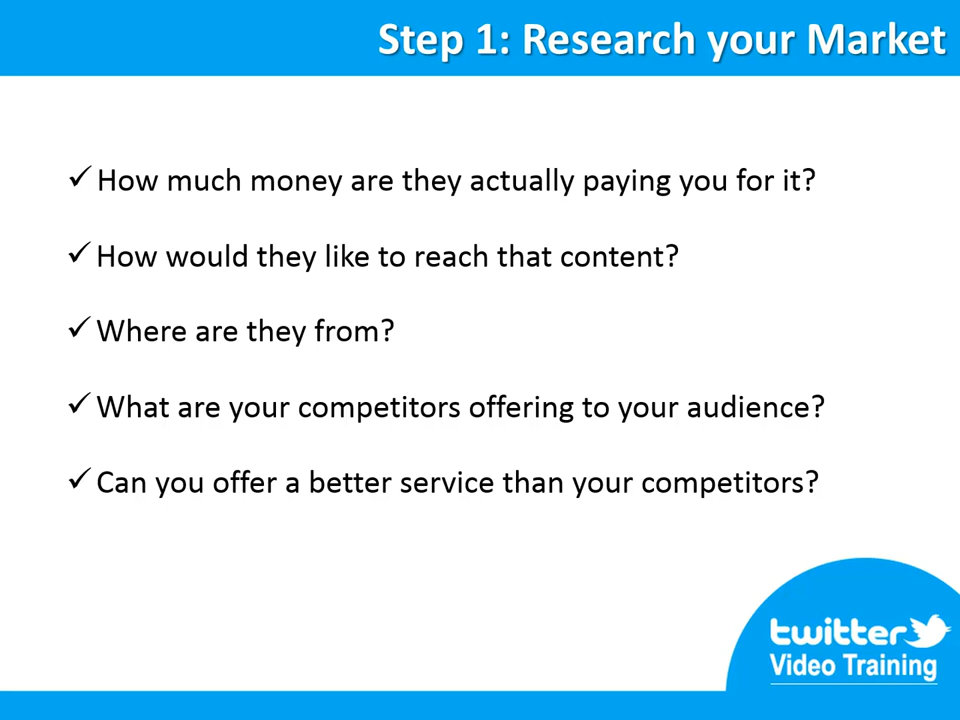 Step 1: Research your Market
✓ How much money are they actually paying you for it?
✓ How would they like to reach that content?
✓ Where are they from?
✓ What are your competitors offering to your audience?
✓ Can you offer a better service than your competitors?
twitter
Video Training